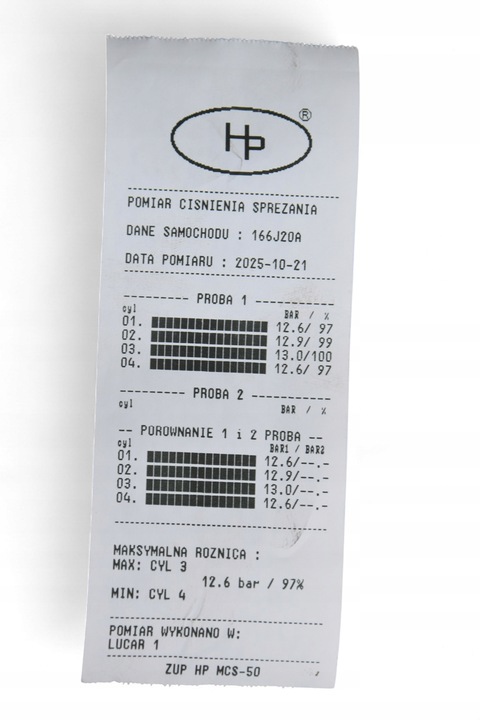 HP ®
POMIAR CISNIENIA SPREZANIA
DANE SAMOCHODU : 166J20A
DATA POMIARU : 2025-10-21
PROBA 1
cyl BAR / %
01. 12.6/ 97
02. 12.9/ 99
03. 13.0/100
04. 12.6/ 97
PROBA 2
cyl BAR / %
-- POROWNANIE 1 i 2 PROBA --
cyl BAR1 / BAR2
01. 12.6/--.-
02. 12.9/--.-
03. 13.0/--.-
04. 12.6/--.-
MAKSYMALNA ROZNICA :
MAX: CYL 3
12.6 bar / 97%
MIN: CYL 4
POMIAR WYKONANO W:
LUCAR 1
ZUP HP MCS-50